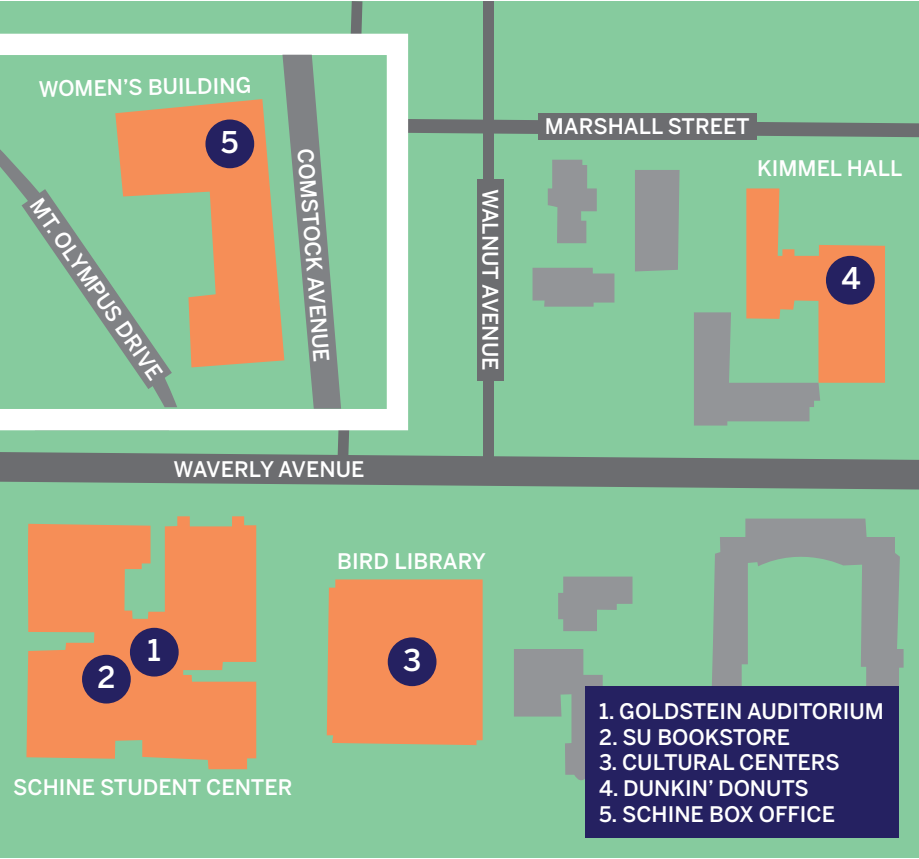 WOMEN'S BUILDING
5
COMSTOCK AVENUE
MT. OLYMPUS DRIVE
MARSHALL STREET
WALNUT AVENUE
KIMMEL HALL
4
WAVERLY AVENUE
BIRD LIBRARY
1
2
3
SCHINE STUDENT CENTER
1. GOLDSTEIN AUDITORIUM
2. SU BOOKSTORE
3. CULTURAL CENTERS
4. DUNKIN' DONUTS
5. SCHINE BOX OFFICE